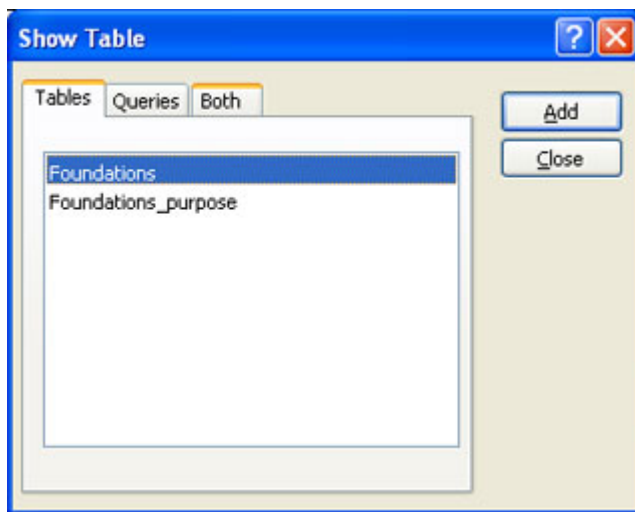 Show Table
Tables Queries Both
Add
Close
Foundations
Foundations_purpose